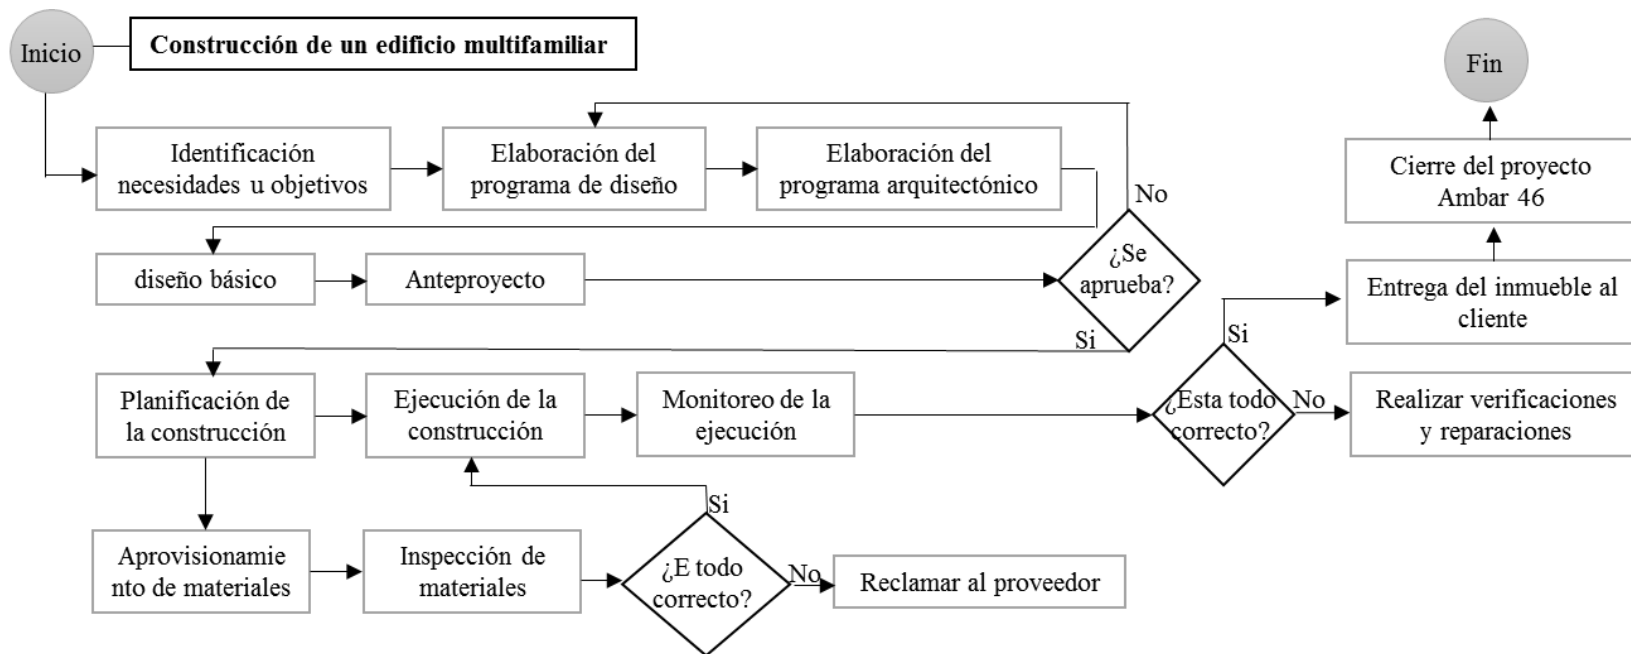 Inicio
Construcción de un edificio multifamiliar
Fin
Identificación
necesidades u objetivos
Elaboración del
programa de diseño
Elaboración del
programa arquitectónico
Cierre del proyecto
Ambar 46
No
diseño básico
Anteproyecto
¿Se
aprueba?
Entrega del inmueble al
cliente
Si
Si
Planificación de
la construcción
Ejecución de la
construcción
Monitoreo de la
ejecución
¿Esta todo
correcto?
No
Realizar verificaciones
y reparaciones
Si
Aprovisionamie
nto de materiales
Inspección de
materiales
¿E todo
correcto?
No
Reclamar al proveedor